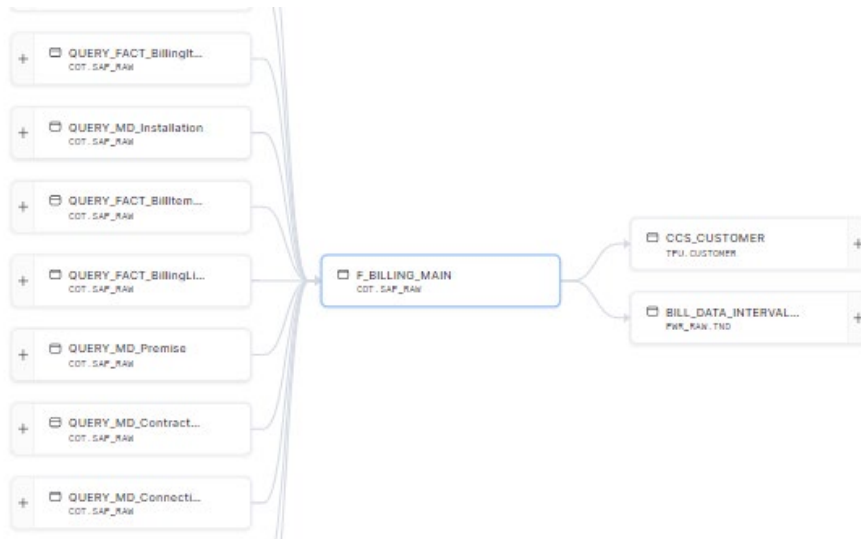 QUERY_FACT_BillingIt...
COT.SAP_RAW
QUERY_MD_Installation
COT.SAP_RAW
QUERY_FACT_BillItem...
COT.SAP_RAW
QUERY_FACT_BillingLi...
COT.SAP_RAW
QUERY_MD_Premise
COT.SAP_RAW
QUERY_MD_Contract...
COT.SAP_RAW
QUERY_MD_Connecti...
COT.SAP_RAW
F_BILLING_MAIN
COT.SAP_RAW
CCS_CUSTOMER
TPU.CUSTOMER
BILL_DATA_INTERVAL...
PWR_RAW.TND